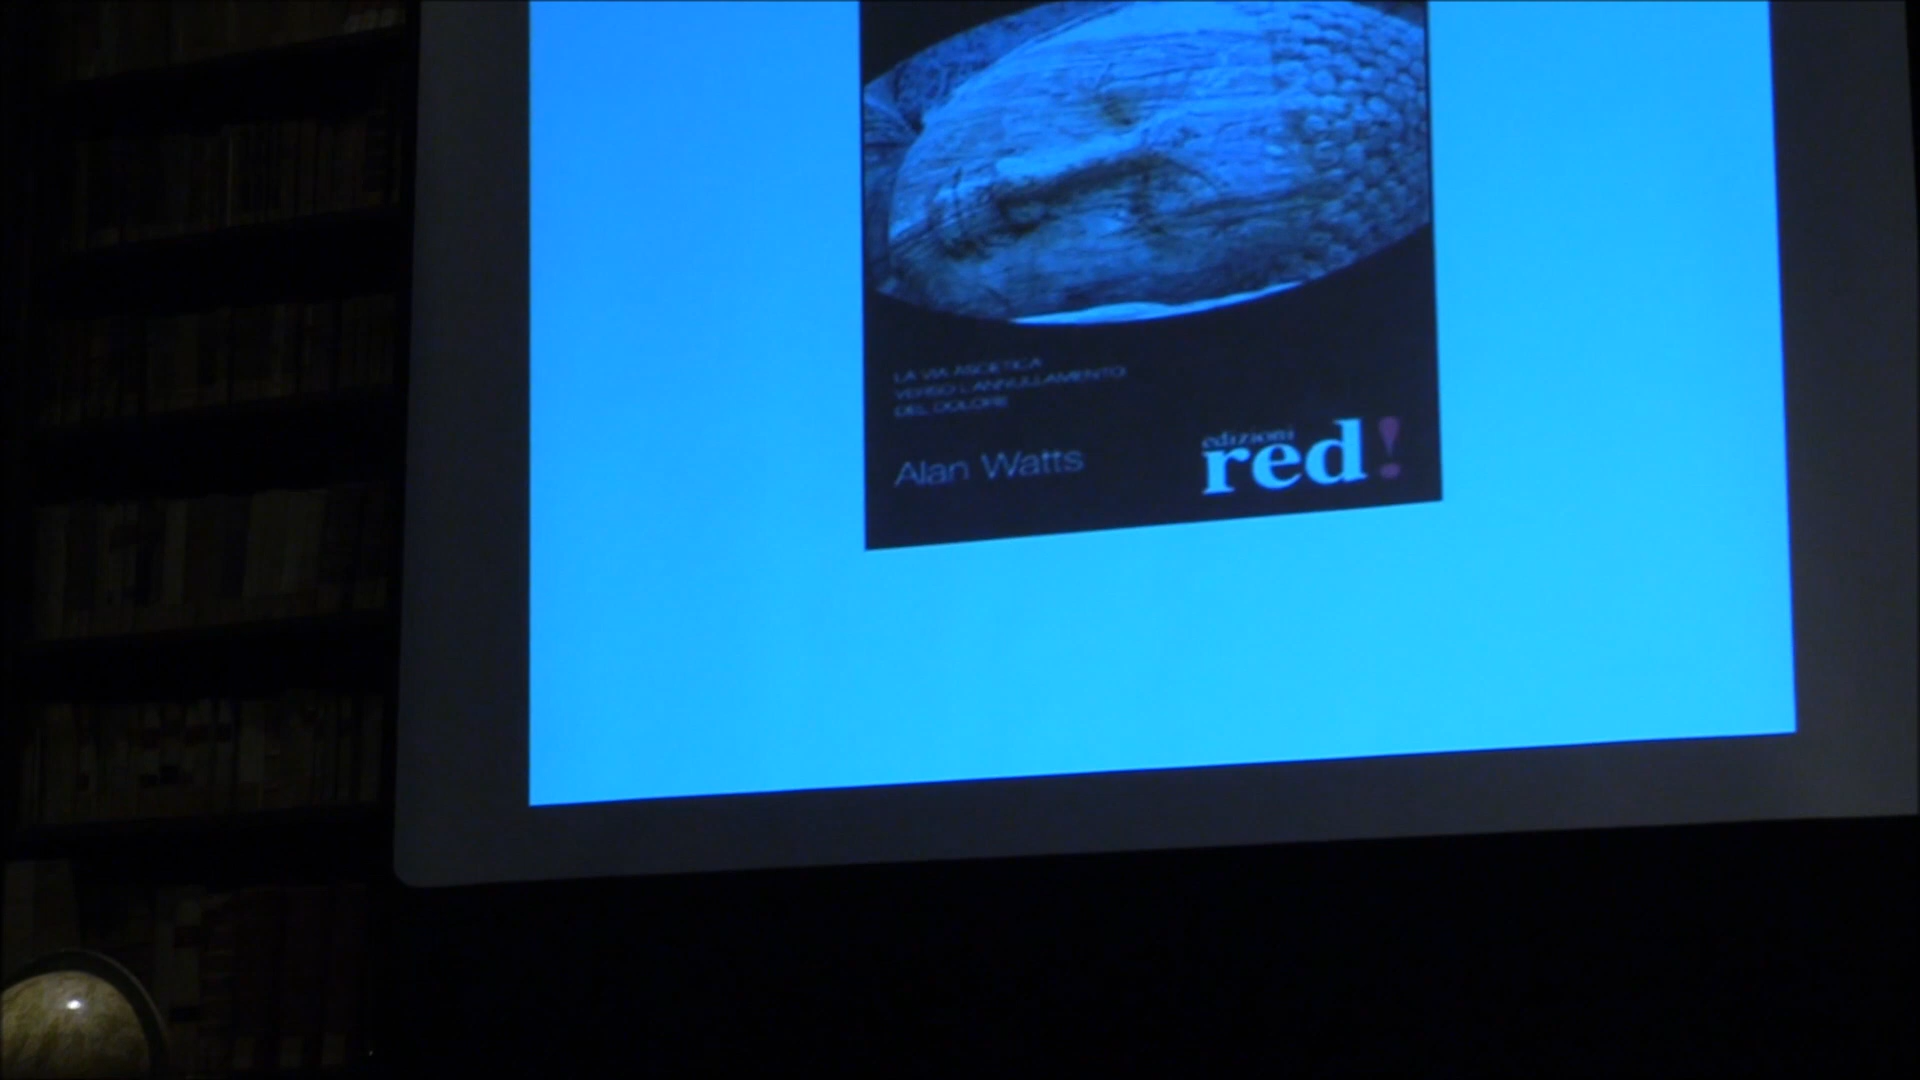 LA VIA ASCETICA
VERSO L'ANNULLAMENTO
DEL DOLORE
Alan Watts
edizioni
red!